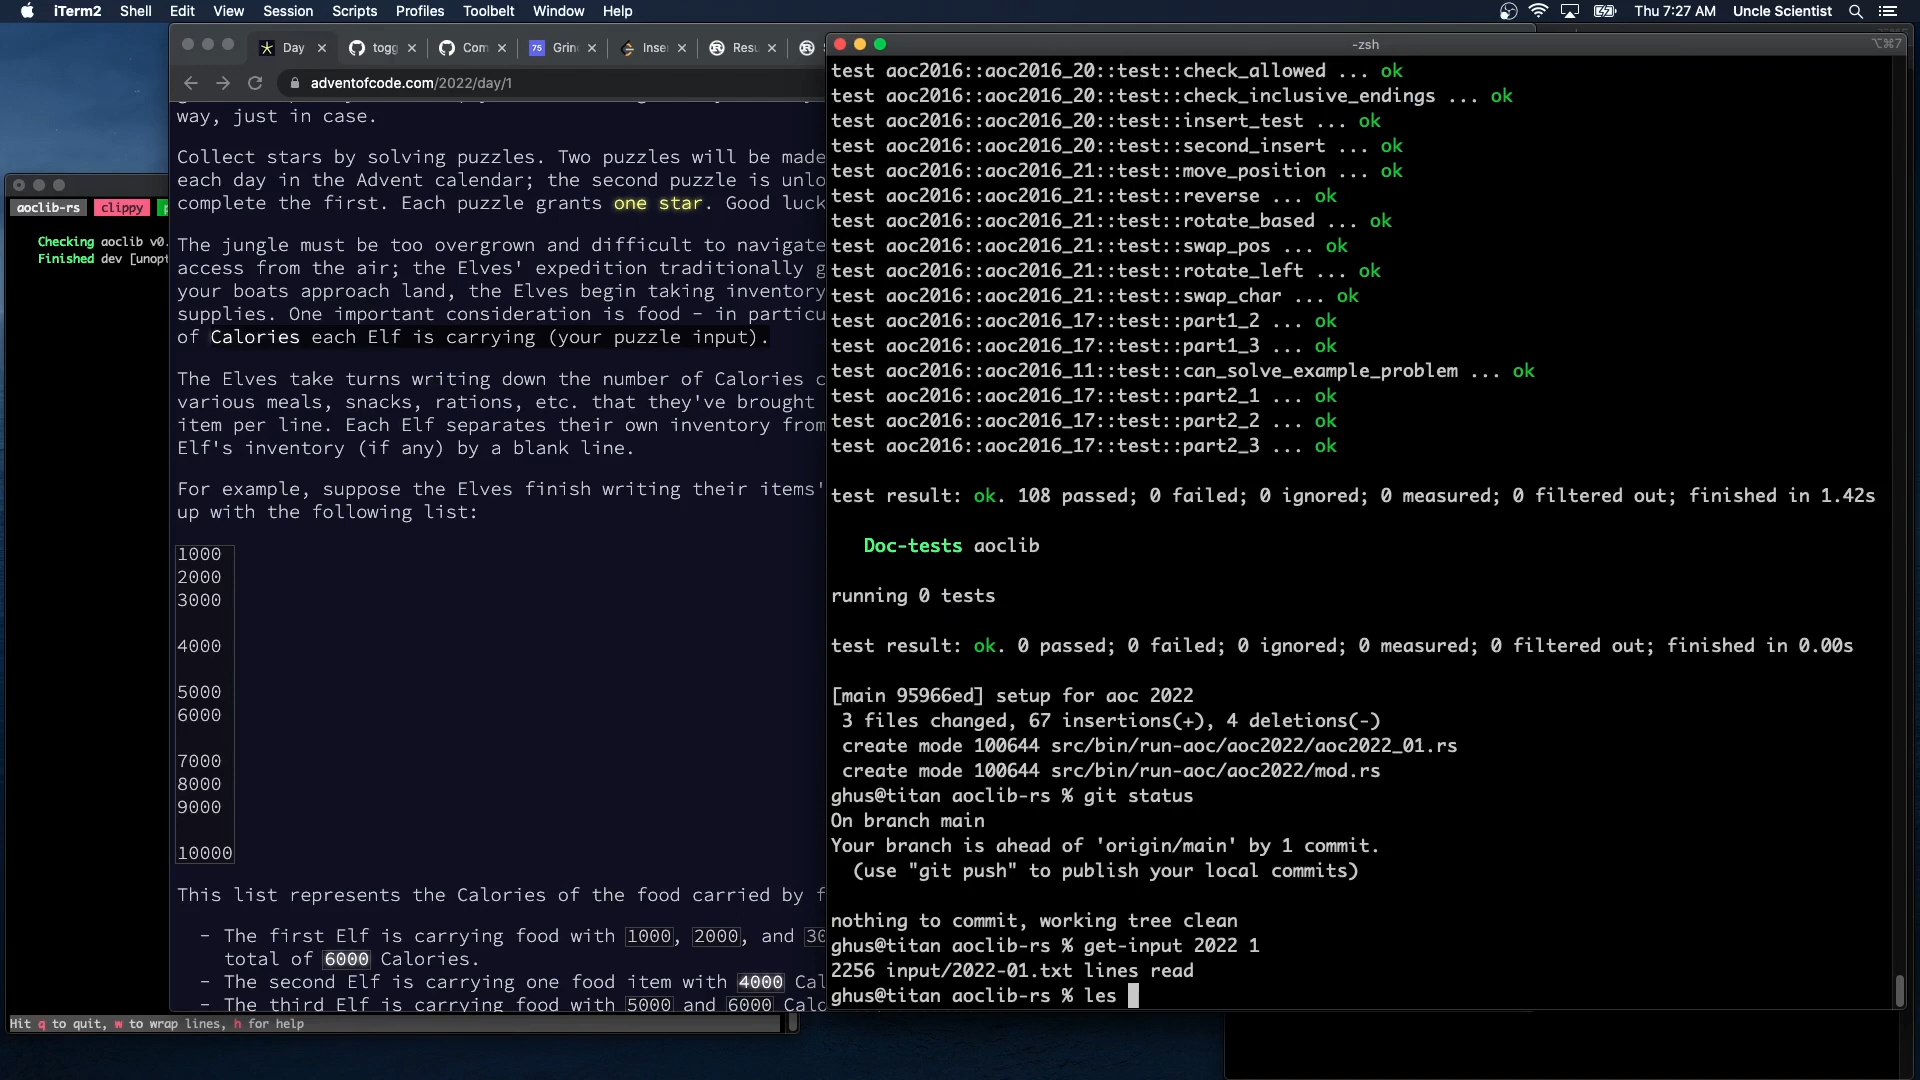 iTerm2 Shell Edit View Session Scripts Profiles Toolbelt Window Help
Thu 7:27 AM Uncle Scientist
Day
togg
Com
75 Grin
Inser
Resu
adventofcode.com/2022/day/1
way, just in case.
Collect stars by solving puzzles. Two puzzles will be made
each day in the Advent calendar; the second puzzle is unlo
complete the first. Each puzzle grants one star. Good luck
The jungle must be too overgrown and difficult to navigate
access from the air; the Elves' expedition traditionally g
your boats approach land, the Elves begin taking inventory
supplies. One important consideration is food - in particu
of Calories each Elf is carrying (your puzzle input).
The Elves take turns writing down the number of Calories c
various meals, snacks, rations, etc. that they've brought
item per line. Each Elf separates their own inventory from
Elf's inventory (if any) by a blank line.
For example, suppose the Elves finish writing their items'
up with the following list:
1000
2000
3000
4000
5000
6000
7000
8000
9000
10000
This list represents the Calories of the food carried by f
- The first Elf is carrying food with 1000, 2000, and 30
total of 6000 Calories.
- The second Elf is carrying one food item with 4000 Cal
- The third Elf is carrying food with 5000 and 6000 Calo
aoclib-rs clippy
Checking aoclib v0.
Finished dev [unopt
Hit q to quit, w to wrap lines, h for help
-zsh
⌥⌘7
test aoc2016::aoc2016_20::test::check_allowed ... ok
test aoc2016::aoc2016_20::test::check_inclusive_endings ... ok
test aoc2016::aoc2016_20::test::insert_test ... ok
test aoc2016::aoc2016_20::test::second_insert ... ok
test aoc2016::aoc2016_21::test::move_position ... ok
test aoc2016::aoc2016_21::test::reverse ... ok
test aoc2016::aoc2016_21::test::rotate_based ... ok
test aoc2016::aoc2016_21::test::swap_pos ... ok
test aoc2016::aoc2016_21::test::rotate_left ... ok
test aoc2016::aoc2016_21::test::swap_char ... ok
test aoc2016::aoc2016_17::test::part1_2 ... ok
test aoc2016::aoc2016_17::test::part1_3 ... ok
test aoc2016::aoc2016_11::test::can_solve_example_problem ... ok
test aoc2016::aoc2016_17::test::part2_1 ... ok
test aoc2016::aoc2016_17::test::part2_2 ... ok
test aoc2016::aoc2016_17::test::part2_3 ... ok
test result: ok. 108 passed; 0 failed; 0 ignored; 0 measured; 0 filtered out; finished in 1.42s
Doc-tests aoclib
running 0 tests
test result: ok. 0 passed; 0 failed; 0 ignored; 0 measured; 0 filtered out; finished in 0.00s
[main 95966ed] setup for aoc 2022
3 files changed, 67 insertions(+), 4 deletions(-)
create mode 100644 src/bin/run-aoc/aoc2022/aoc2022_01.rs
create mode 100644 src/bin/run-aoc/aoc2022/mod.rs
ghus@titan aoclib-rs % git status
On branch main
Your branch is ahead of 'origin/main' by 1 commit.
(use "git push" to publish your local commits)
nothing to commit, working tree clean
ghus@titan aoclib-rs % get-input 2022 1
2256 input/2022-01.txt lines read
ghus@titan aoclib-rs % les